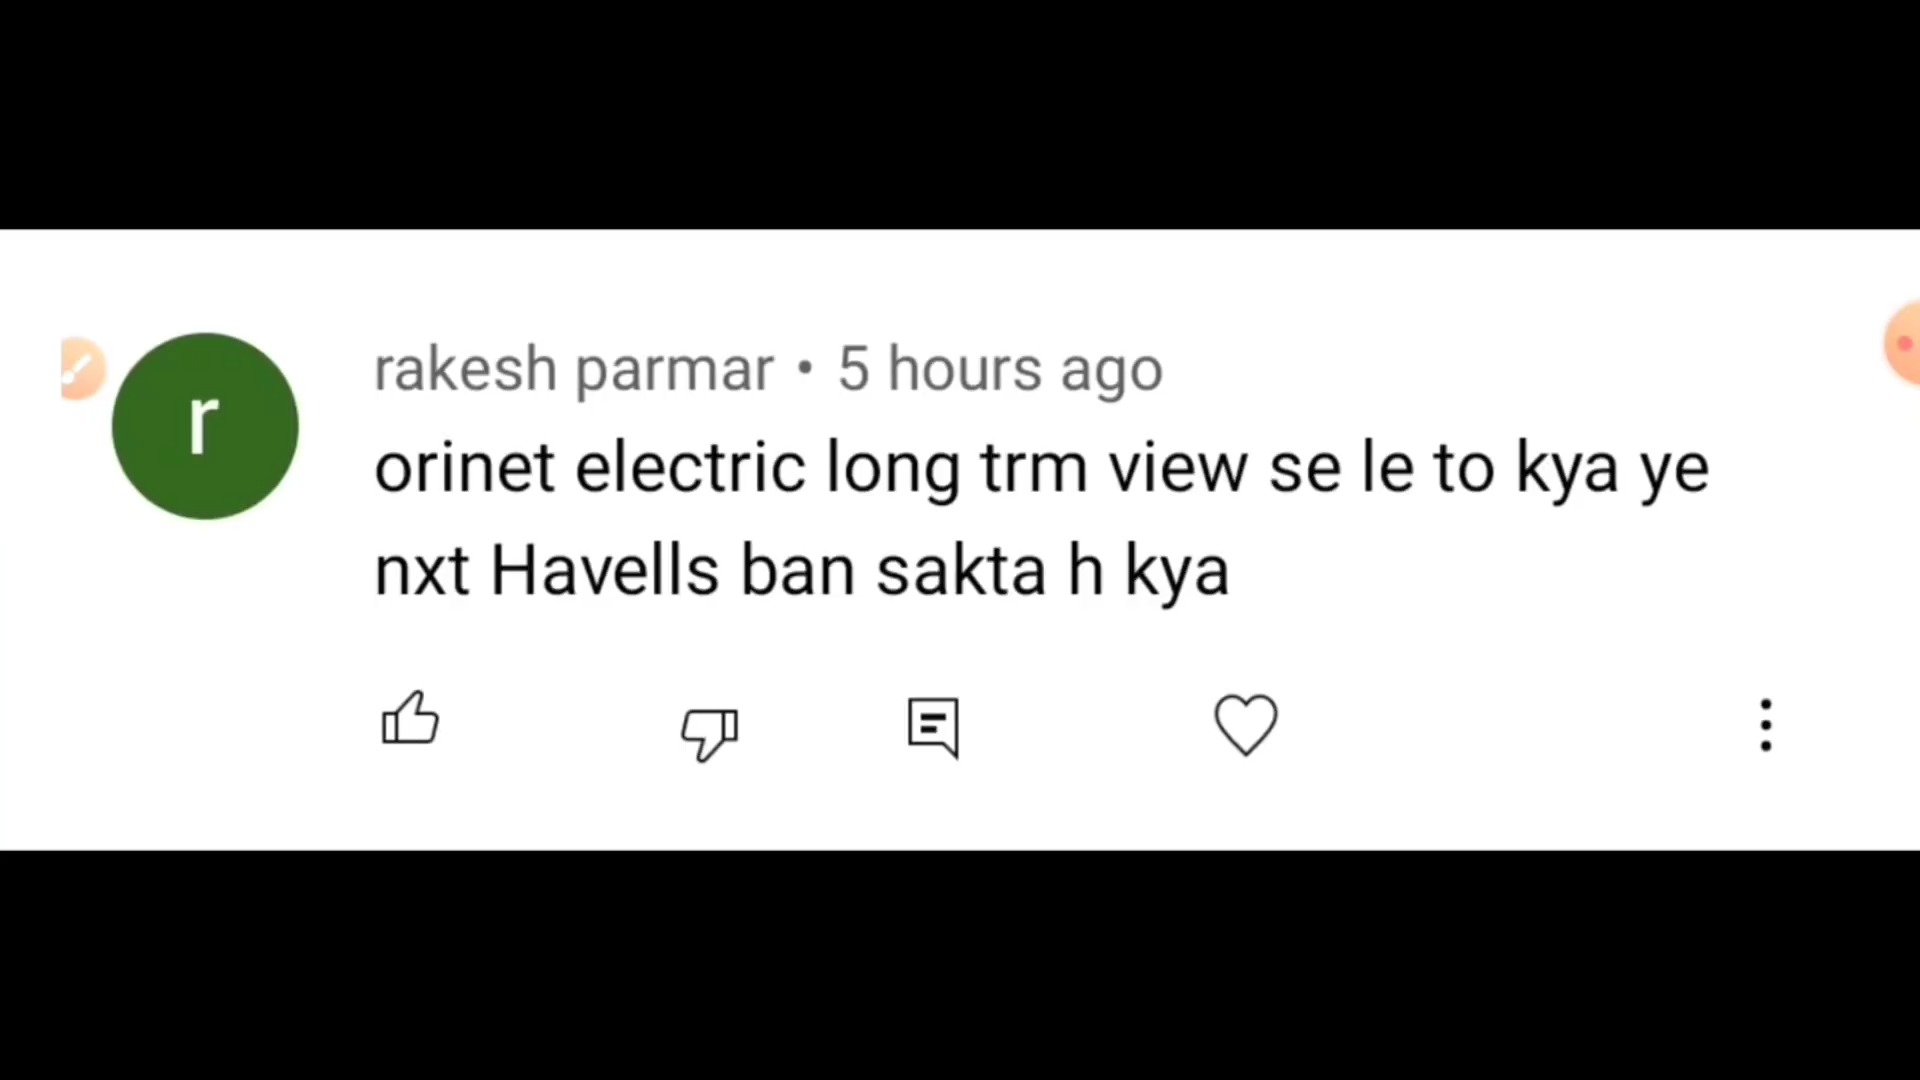 r
rakesh parmar • 5 hours ago
orinet electric long trm view se le to kya ye
nxt Havells ban sakta h kya